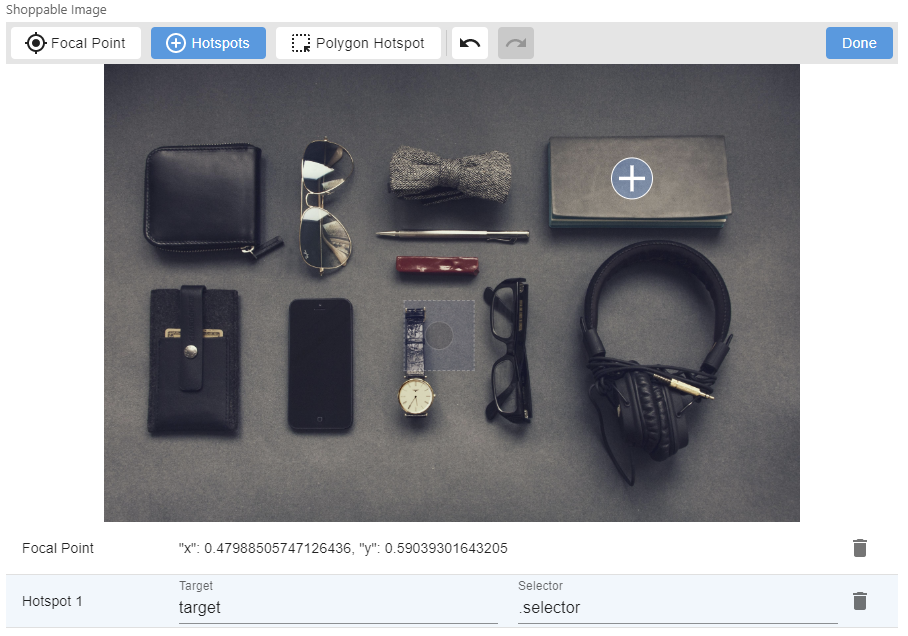 Shoppable Image
Focal Point
Hotspots
Polygon Hotspot
Done
Focal Point
"x": 0.47988505747126436, "y": 0.59039301643205
Hotspot 1
Target
target
Selector
.selector